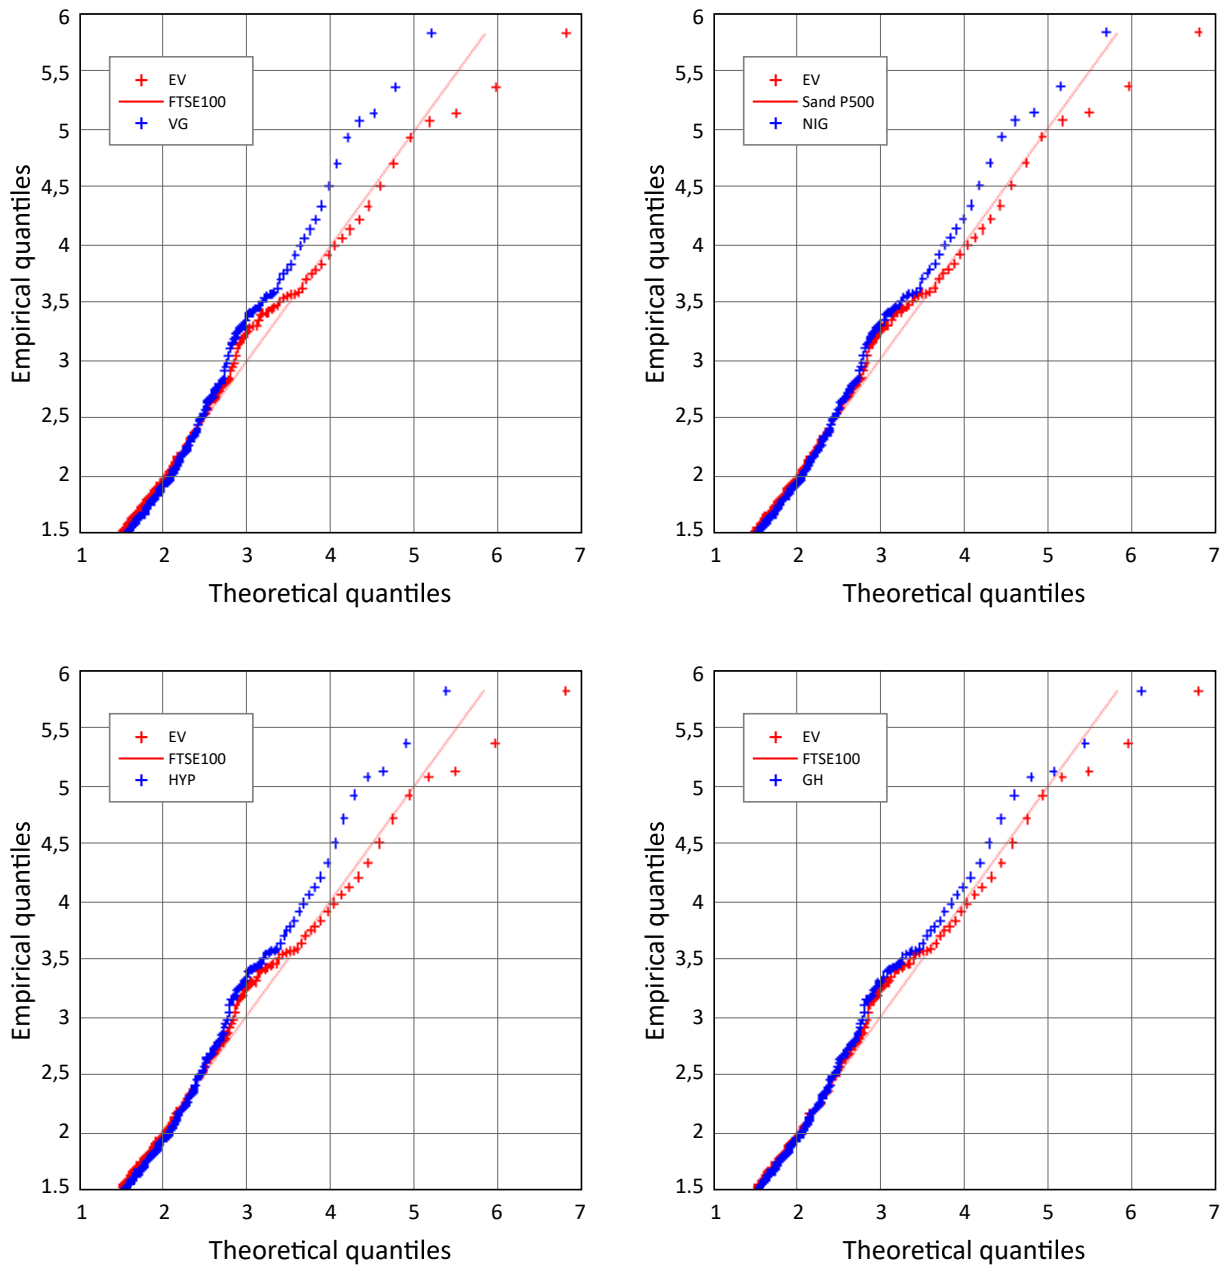 6
5,5
5
4,5
4
3,5
3
2,5
2
1.5
1 2 3 4 5 6 7
Empirical quantiles
Theoretical quantiles
EV
FTSE100
VG
6
5,5
5
4,5
4
3,5
3
2,5
2
1.5
1 2 3 4 5 6 7
Empirical quantiles
Theoretical quantiles
EV
Sand P500
NIG
6
5,5
5
4,5
4
3,5
3
2,5
2
1.5
1 2 3 4 5 6 7
Empirical quantiles
Theoretical quantiles
EV
FTSE100
HYP
6
5,5
5
4,5
4
3,5
3
2,5
2
1.5
1 2 3 4 5 6 7
Empirical quantiles
Theoretical quantiles
EV
FTSE100
GH